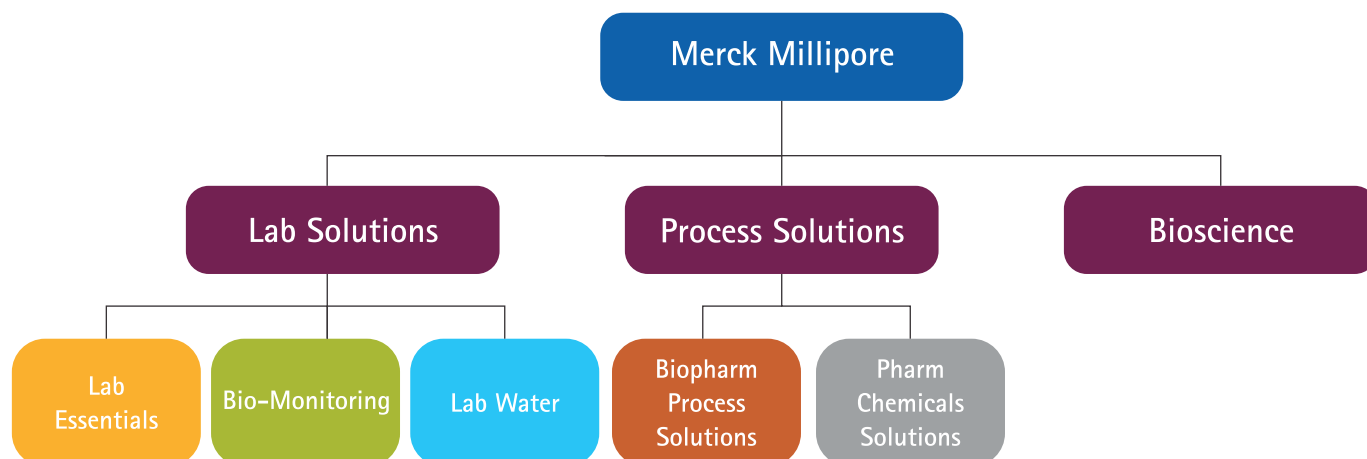 Merck Millipore
Lab Solutions
Process Solutions
Bioscience
Lab
Essentials
Bio-Monitoring
Lab Water
Biopharm
Process
Solutions
Pharm
Chemicals
Solutions